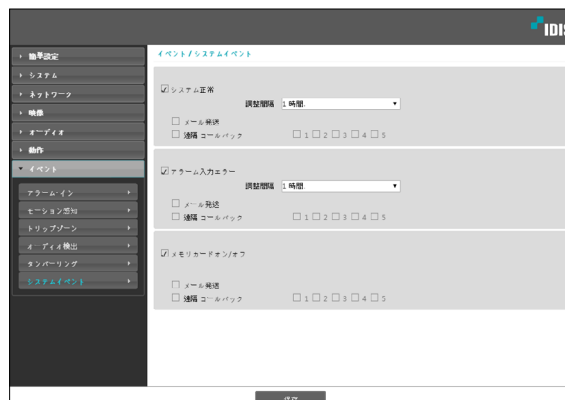 IDIS
簡単設定
システム
ネットワーク
映像
オーディオ
動作
イベント
アラーム·イン
モーション感知
トリップゾーン
オーディオ検出
タンパーリング
システムイベント
イベント / システムイベント
システム正常
調整間隔 1 時間.
メール発送
遠隔 コールバック 1 2 3 4 5
アラーム入力エラー
調整間隔 1 時間.
メール発送
遠隔 コールバック 1 2 3 4 5
メモリカードオン/オフ
メール発送
遠隔 コールバック 1 2 3 4 5
保存